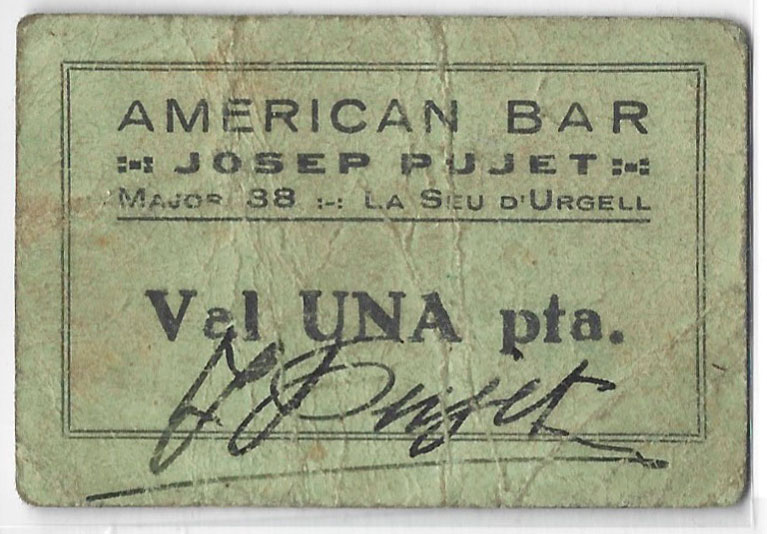 AMERICAN BAR
JOSEP PUJET
MAJOR 38 :-: LA SEU D'URGELL
Val UNA pta.
J Pujet